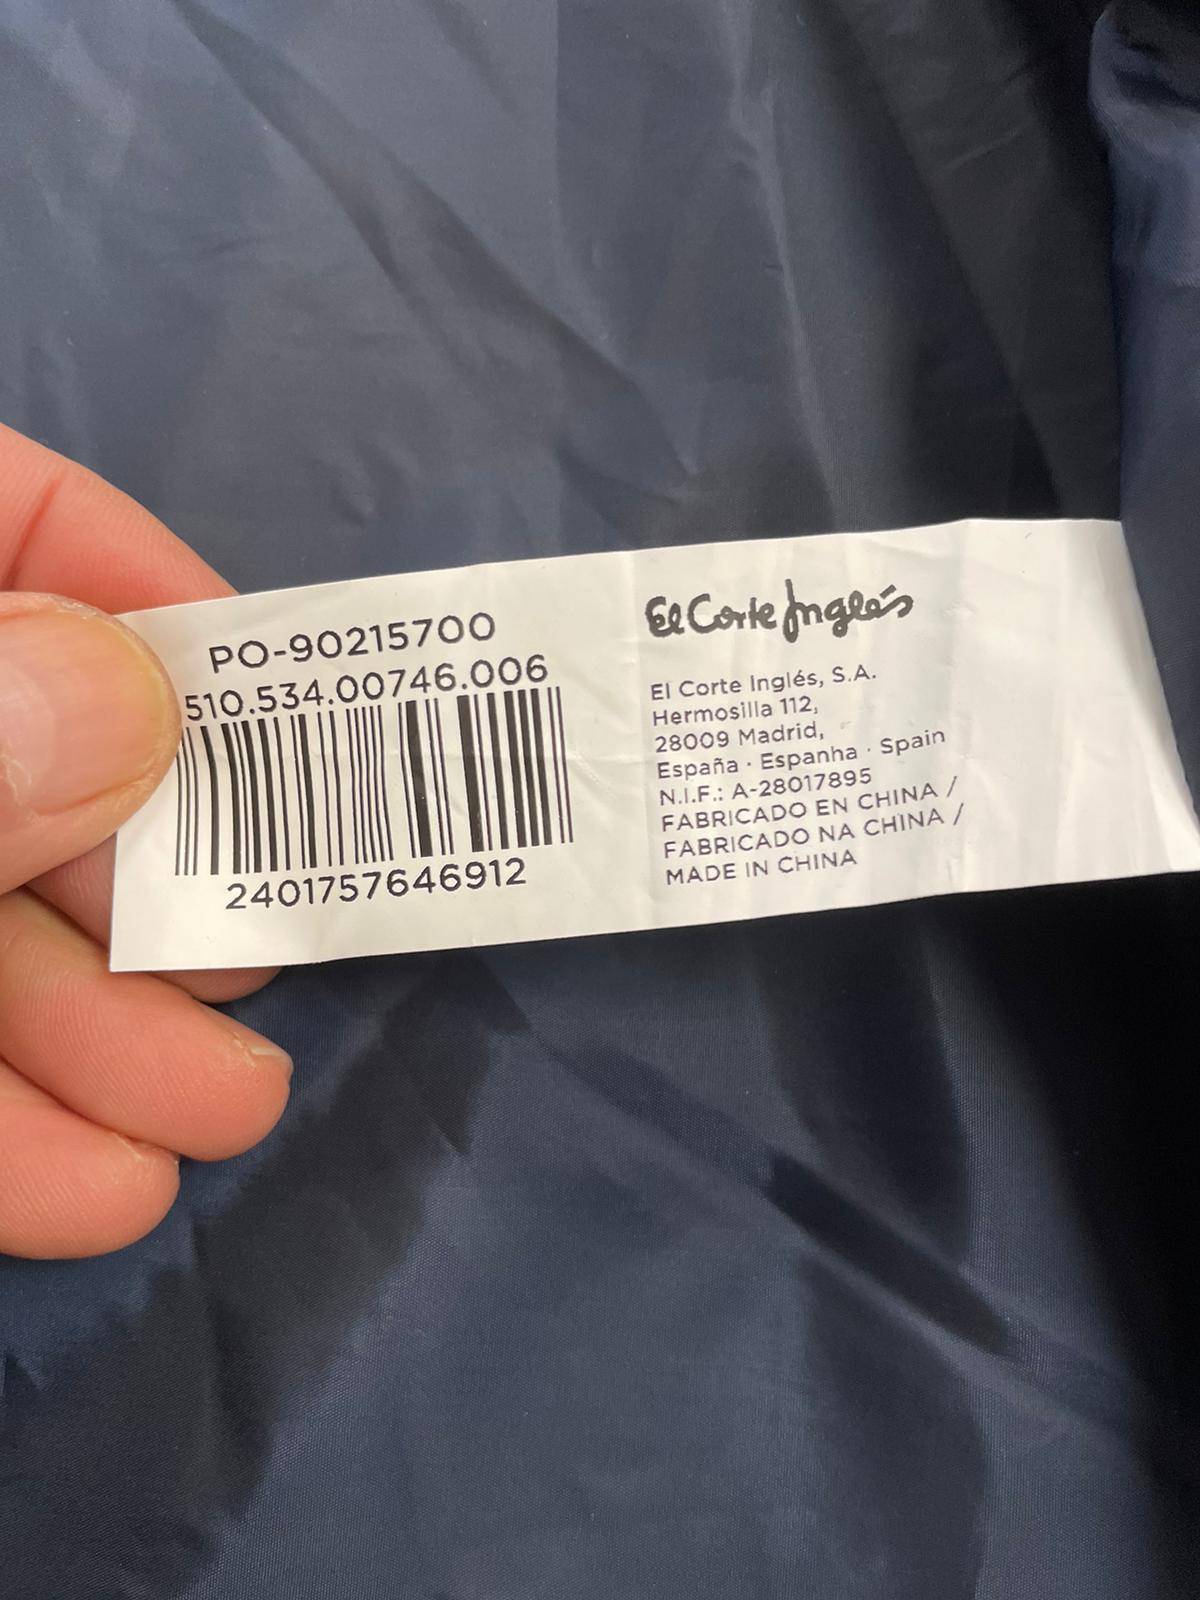 PO-90215700
510.534.00746.006
2401757646912
El Corte Inglés
El Corte Inglés, S.A.
Hermosilla 112,
28009 Madrid,
España · Espanha · Spain
N.I.F.: A-28017895
FABRICADO EN CHINA /
FABRICADO NA CHINA /
MADE IN CHINA